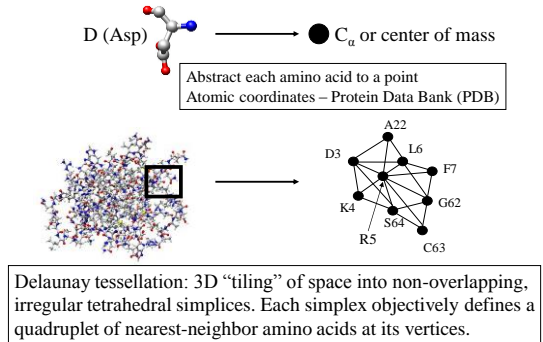 D (Asp)
Cα or center of mass
Abstract each amino acid to a point
Atomic coordinates – Protein Data Bank (PDB)
A22
D3
L6
F7
K4
G62
S64
R5
C63
Delaunay tessellation: 3D “tiling” of space into non-overlapping,
irregular tetrahedral simplices. Each simplex objectively defines a
quadruplet of nearest-neighbor amino acids at its vertices.